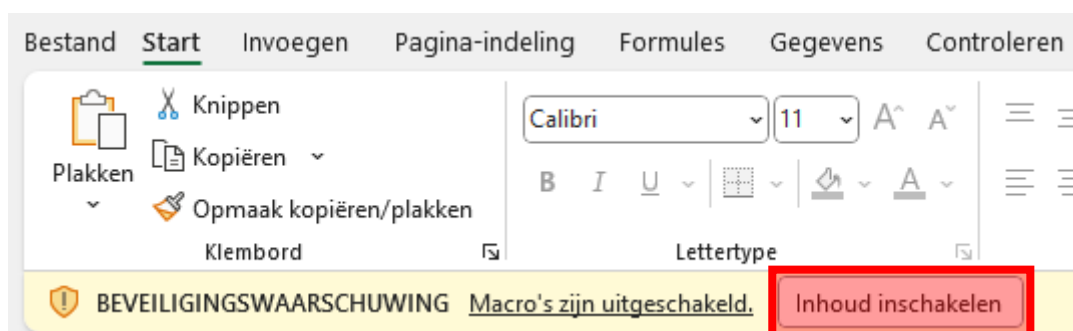 Bestand Start Invoegen Pagina-indeling Formules Gegevens Controleren
Knippen
Kopiëren
Opmaak kopiëren/plakken
Plakken
Klembord
Calibri 11 A A
B I U A
Lettertype
BEVEILIGINGSWAARSCHUWING Macro's zijn uitgeschakeld. Inhoud inschakelen